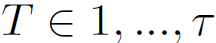 T ∈ 1, ..., τ